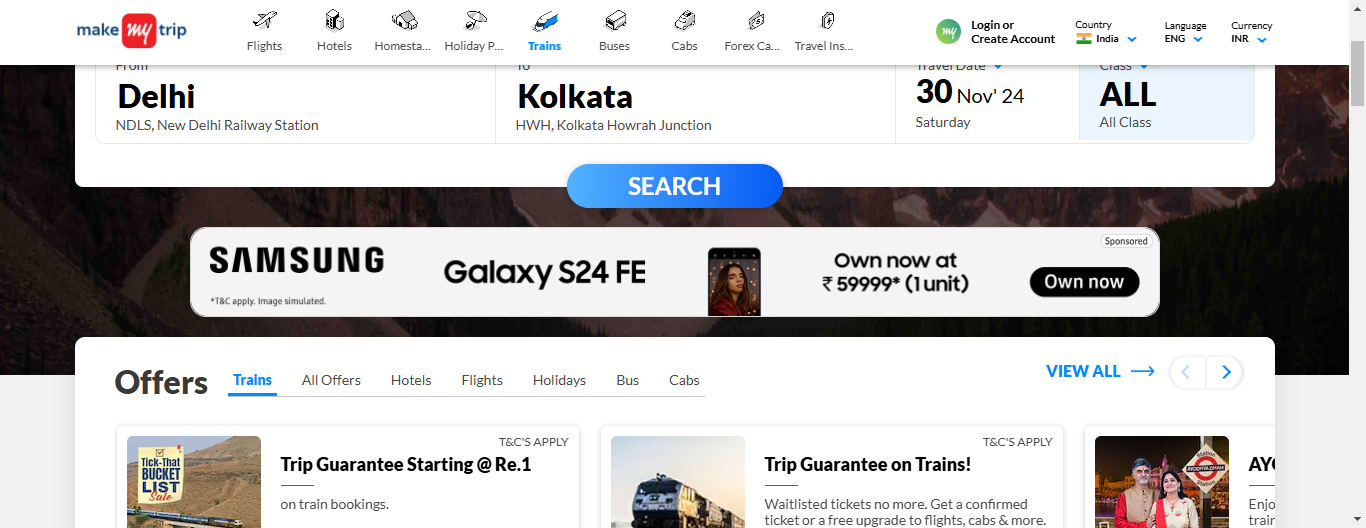 make my trip
Flights
Hotels
Homesta...
Holiday P...
Trains
Buses
Cabs
Forex Ca...
Travel Ins...
my
Login or
Create Account
Country
India
Language
ENG
Currency
INR
From
To
Travel Date
Class
Delhi
Kolkata
30 Nov' 24
ALL
NDLS, New Delhi Railway Station
HWH, Kolkata Howrah Junction
Saturday
All Class
SEARCH
Sponsored
SAMSUNG
*T&C apply. Image simulated.
Galaxy S24 FE
Own now at
₹ 59999* (1 unit)
Own now
Offers
Trains
All Offers
Hotels
Flights
Holidays
Bus
Cabs
VIEW ALL
T&C'S APPLY
TICK-THAT
BUCKET
LIST
Sale
Trip Guarantee Starting @ Re.1
on train bookings.
T&C'S APPLY
Trip Guarantee on Trains!
Waitlisted tickets no more. Get a confirmed
ticket or a free upgrade to flights, cabs & more.
Station
AYODHYA DHAM
Station
AYO
Enjo
train